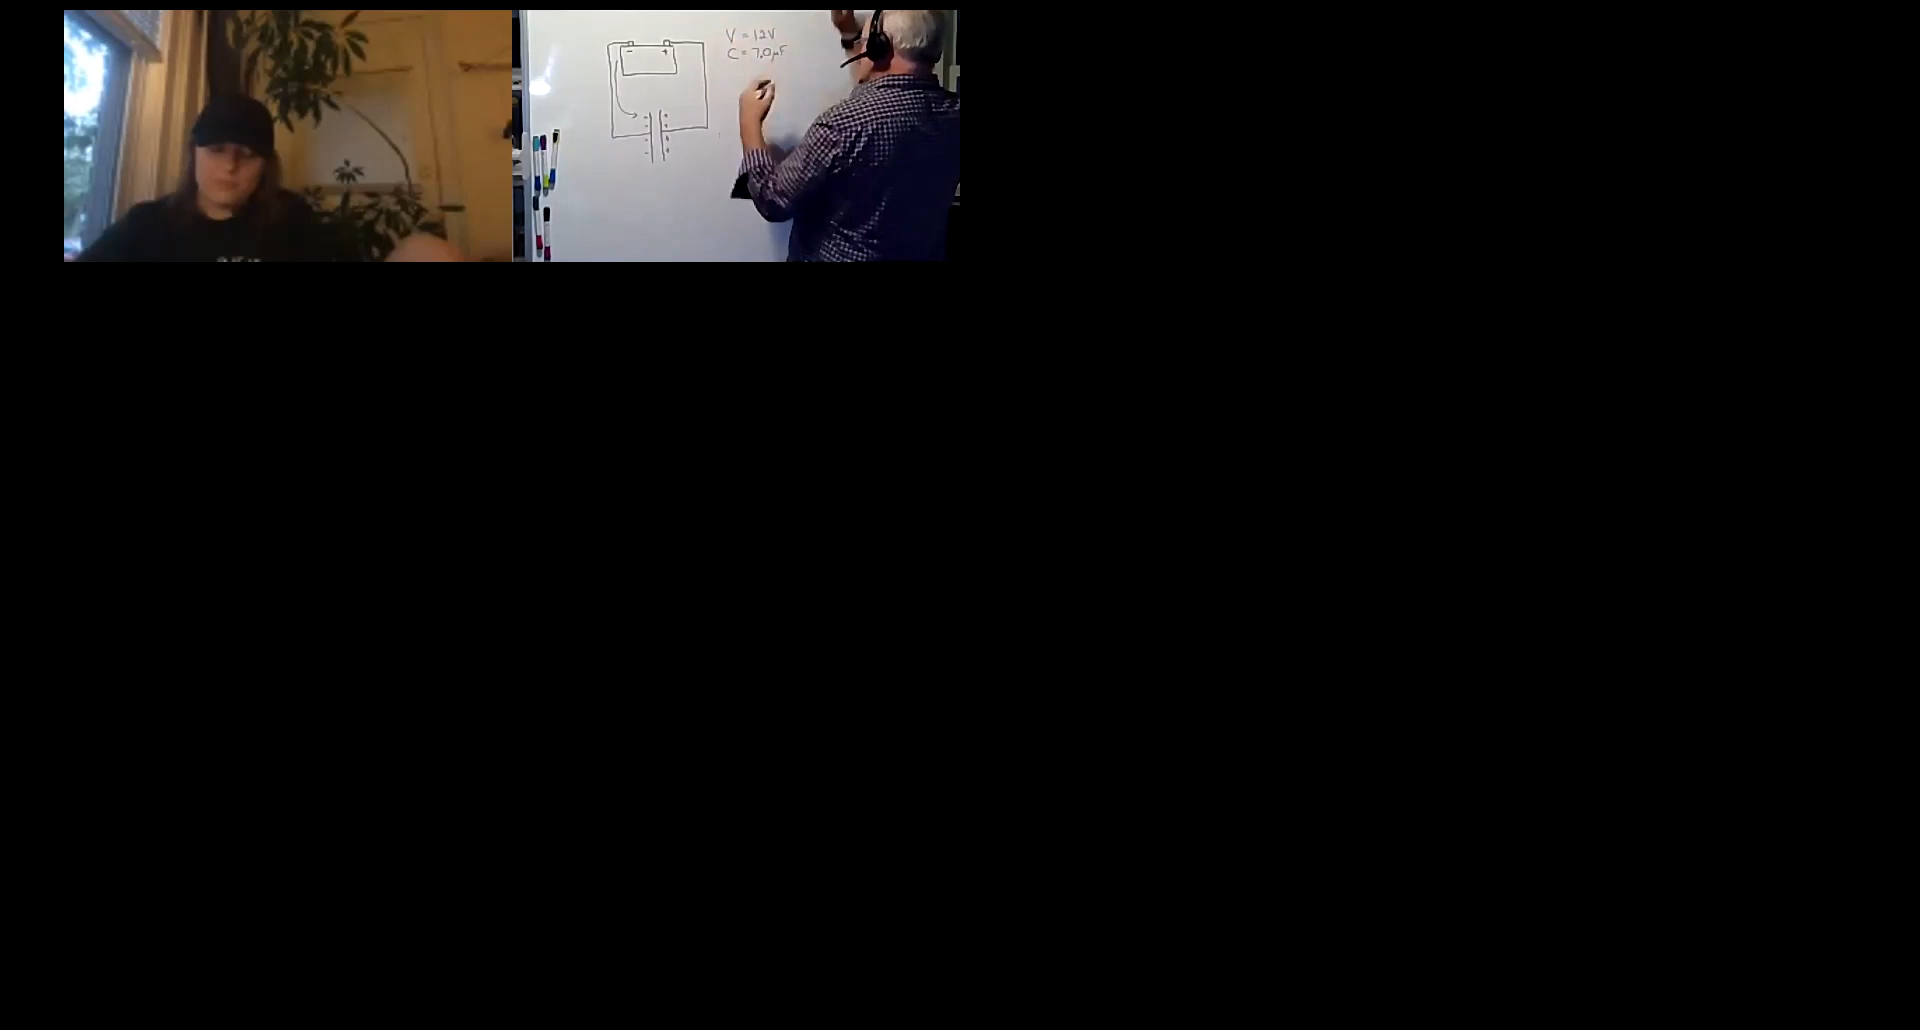 V = 12V
C = 7.0μF
- +